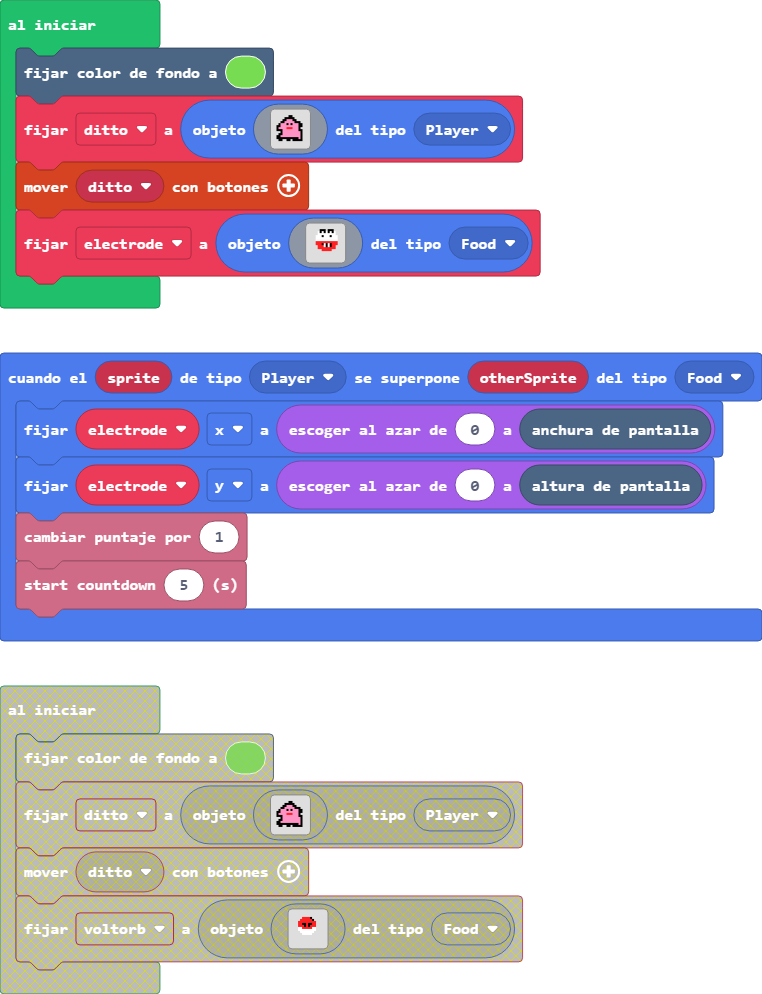 al iniciar
fijar color de fondo a
fijar ditto a objeto del tipo Player
mover ditto con botones
fijar electrode a objeto del tipo Food
cuando el sprite de tipo Player se superpone otherSprite del tipo Food
fijar electrode x a escoger al azar de 0 a anchura de pantalla
fijar electrode y a escoger al azar de 0 a altura de pantalla
cambiar puntaje por 1
start countdown 5 (s)
al iniciar
fijar color de fondo a
fijar ditto a objeto del tipo Player
mover ditto con botones
fijar voltorb a objeto del tipo Food